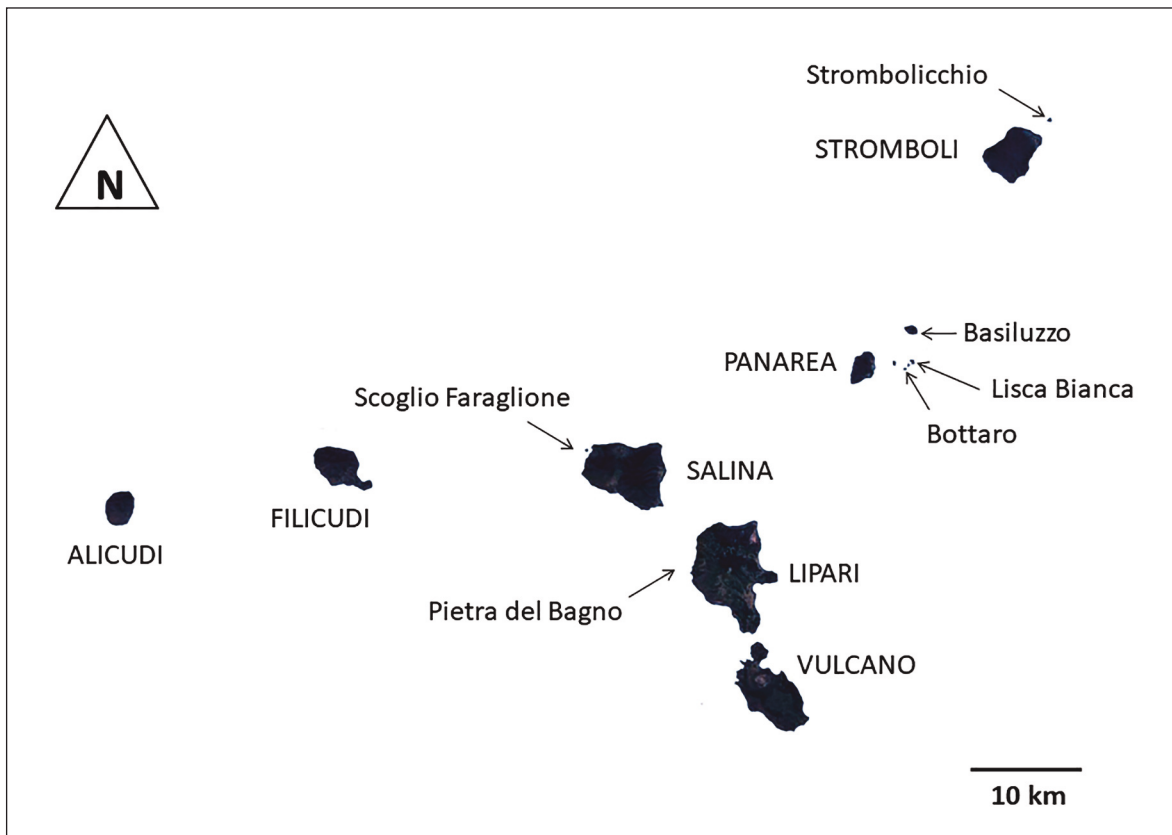 Strombolicchio
N
STROMBOLI
Basiluzzo
PANAREA
Lisca Bianca
Scoglio Faraglione
Bottaro
SALINA
FILICUDI
ALICUDI
LIPARI
Pietra del Bagno
VULCANO
10 km